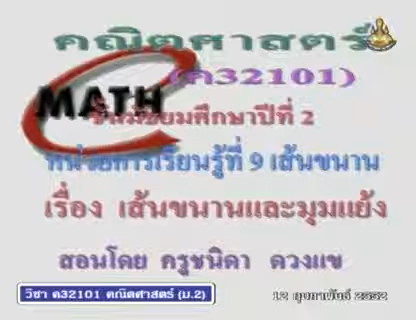 คณิตศาสตร์
(ค32101)
MATH
ชั้นมัธยมศึกษาปีที่ 2
หน่วยการเรียนรู้ที่ 9 เส้นขนาน
เรื่อง เส้นขนานและมุมแย้ง
สอนโดย ครูชนิดา ดวงแข
วิชา ค32101 คณิตศาสตร์ (ม.2)
12 กุมภาพันธ์ 2552